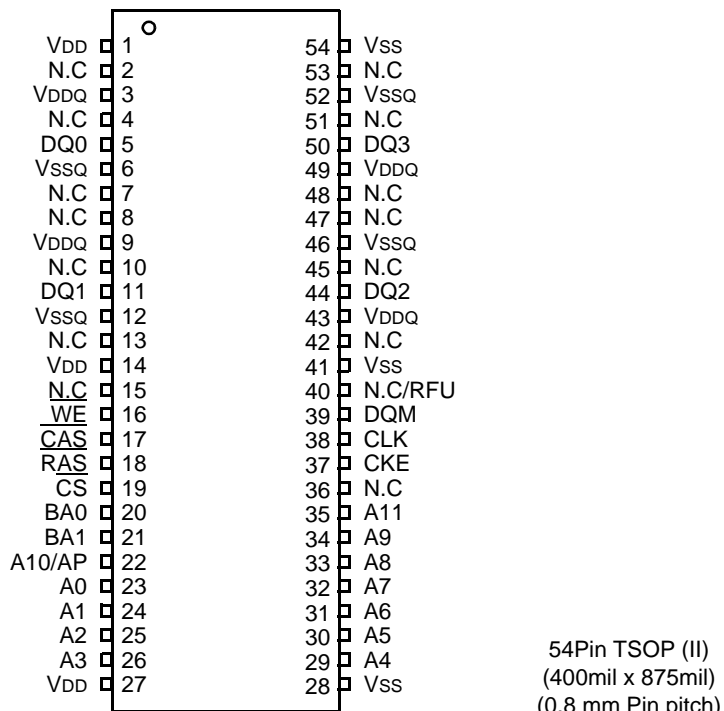 VDD 1 54 VSS
N.C 2 53 N.C
VDDQ 3 52 VSSQ
N.C 4 51 N.C
DQ0 5 50 DQ3
VSSQ 6 49 VDDQ
N.C 7 48 N.C
N.C 8 47 N.C
VDDQ 9 46 VSSQ
N.C 10 45 N.C
DQ1 11 44 DQ2
VSSQ 12 43 VDDQ
N.C 13 42 N.C
VDD 14 41 VSS
N.C 15 40 N.C/RFU
WE 16 39 DQM
CAS 17 38 CLK
RAS 18 37 CKE
CS 19 36 N.C
BA0 20 35 A11
BA1 21 34 A9
A10/AP 22 33 A8
A0 23 32 A7
A1 24 31 A6
A2 25 30 A5
A3 26 29 A4
VDD 27 28 VSS
54Pin TSOP (II)
(400mil x 875mil)
(0.8 mm Pin pitch)